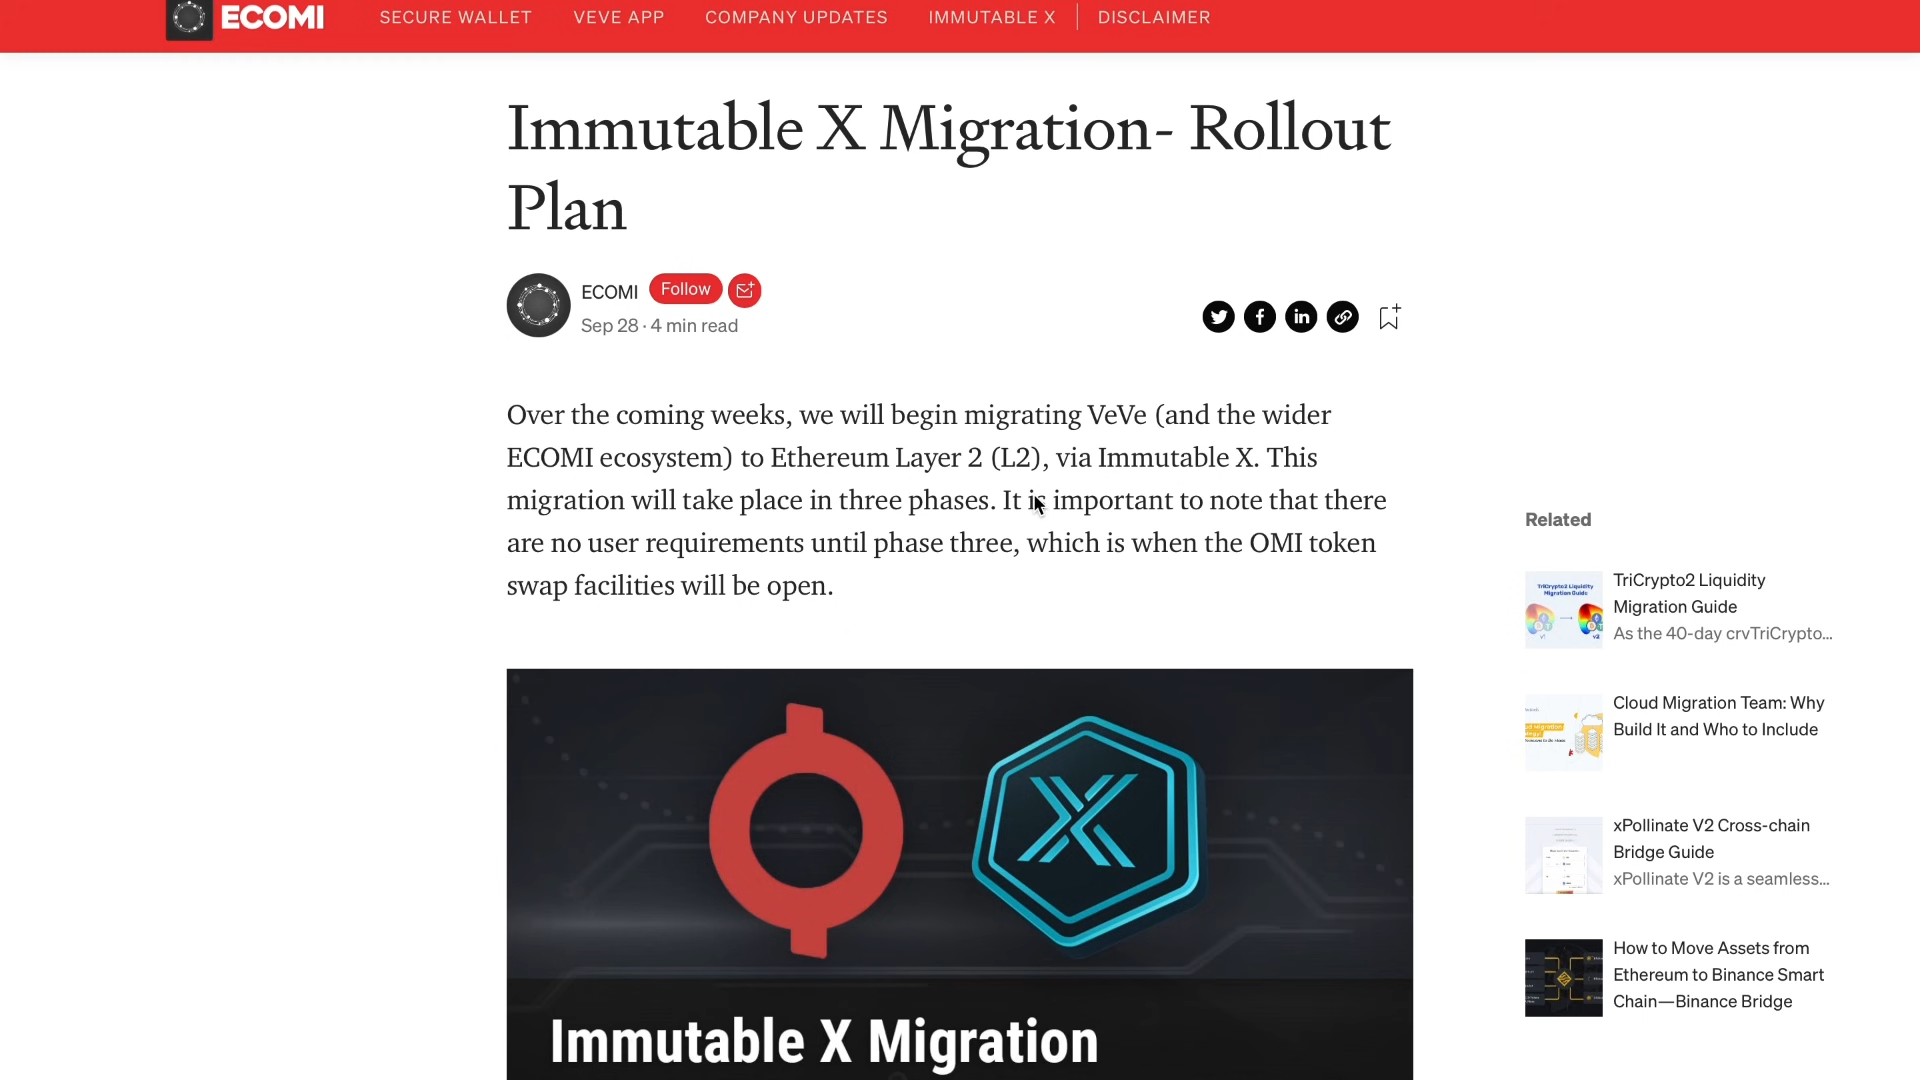 ECOMI
SECURE WALLET
VEVE APP
COMPANY UPDATES
IMMUTABLE X
DISCLAIMER
Immutable X Migration- Rollout
Plan
ECOMI
Follow
Sep 28 · 4 min read
Over the coming weeks, we will begin migrating VeVe (and the wider
ECOMI ecosystem) to Ethereum Layer 2 (L2), via Immutable X. This
migration will take place in three phases. It is important to note that there
are no user requirements until phase three, which is when the OMI token
swap facilities will be open.
Immutable X Migration
Related
TriCrypto2 Liquidity
Migration Guide
TriCrypto2 Liquidity
Migration Guide
As the 40-day crvTriCrypto...
Cloud Migration Team: Why
Build It and Who to Include
xPollinate V2 Cross-chain
Bridge Guide
xPollinate V2 is a seamless...
How to Move Assets from
Ethereum to Binance Smart
Chain—Binance Bridge